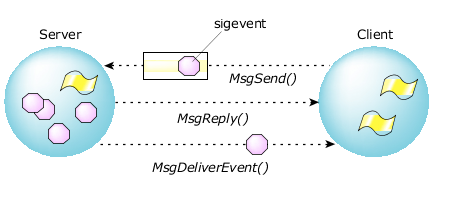 sigevent
Server
Client
MsgSend()
MsgReply()
MsgDeliverEvent()